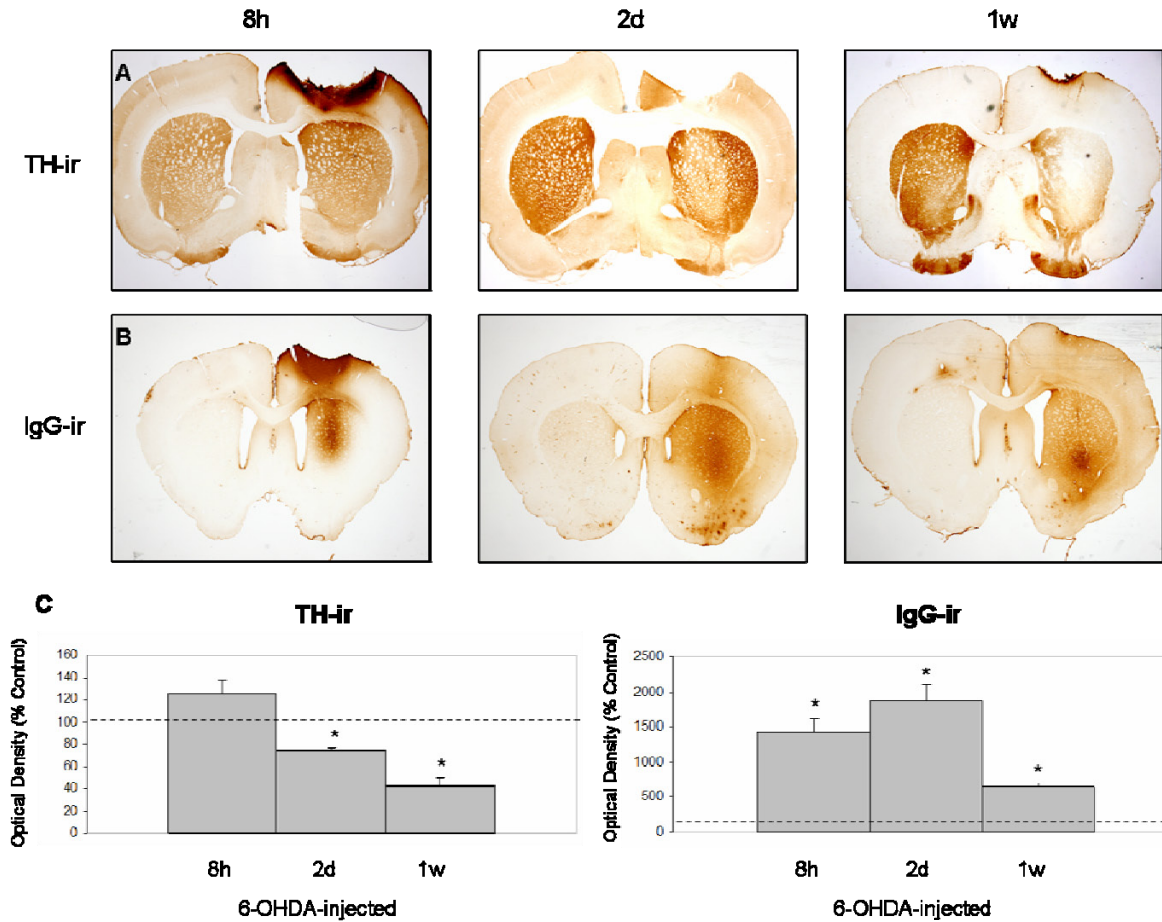 8h 2d 1w
A
TH-ir
B
IgG-ir
C
TH-ir
Optical Density (% Control)
160
140
120
100
80
60
40
20
0
*
*
8h 2d 1w
6-OHDA-injected
IgG-ir
Optical Density (% Control)
2500
2000
1500
1000
500
0
*
*
*
8h 2d 1w
6-OHDA-injected